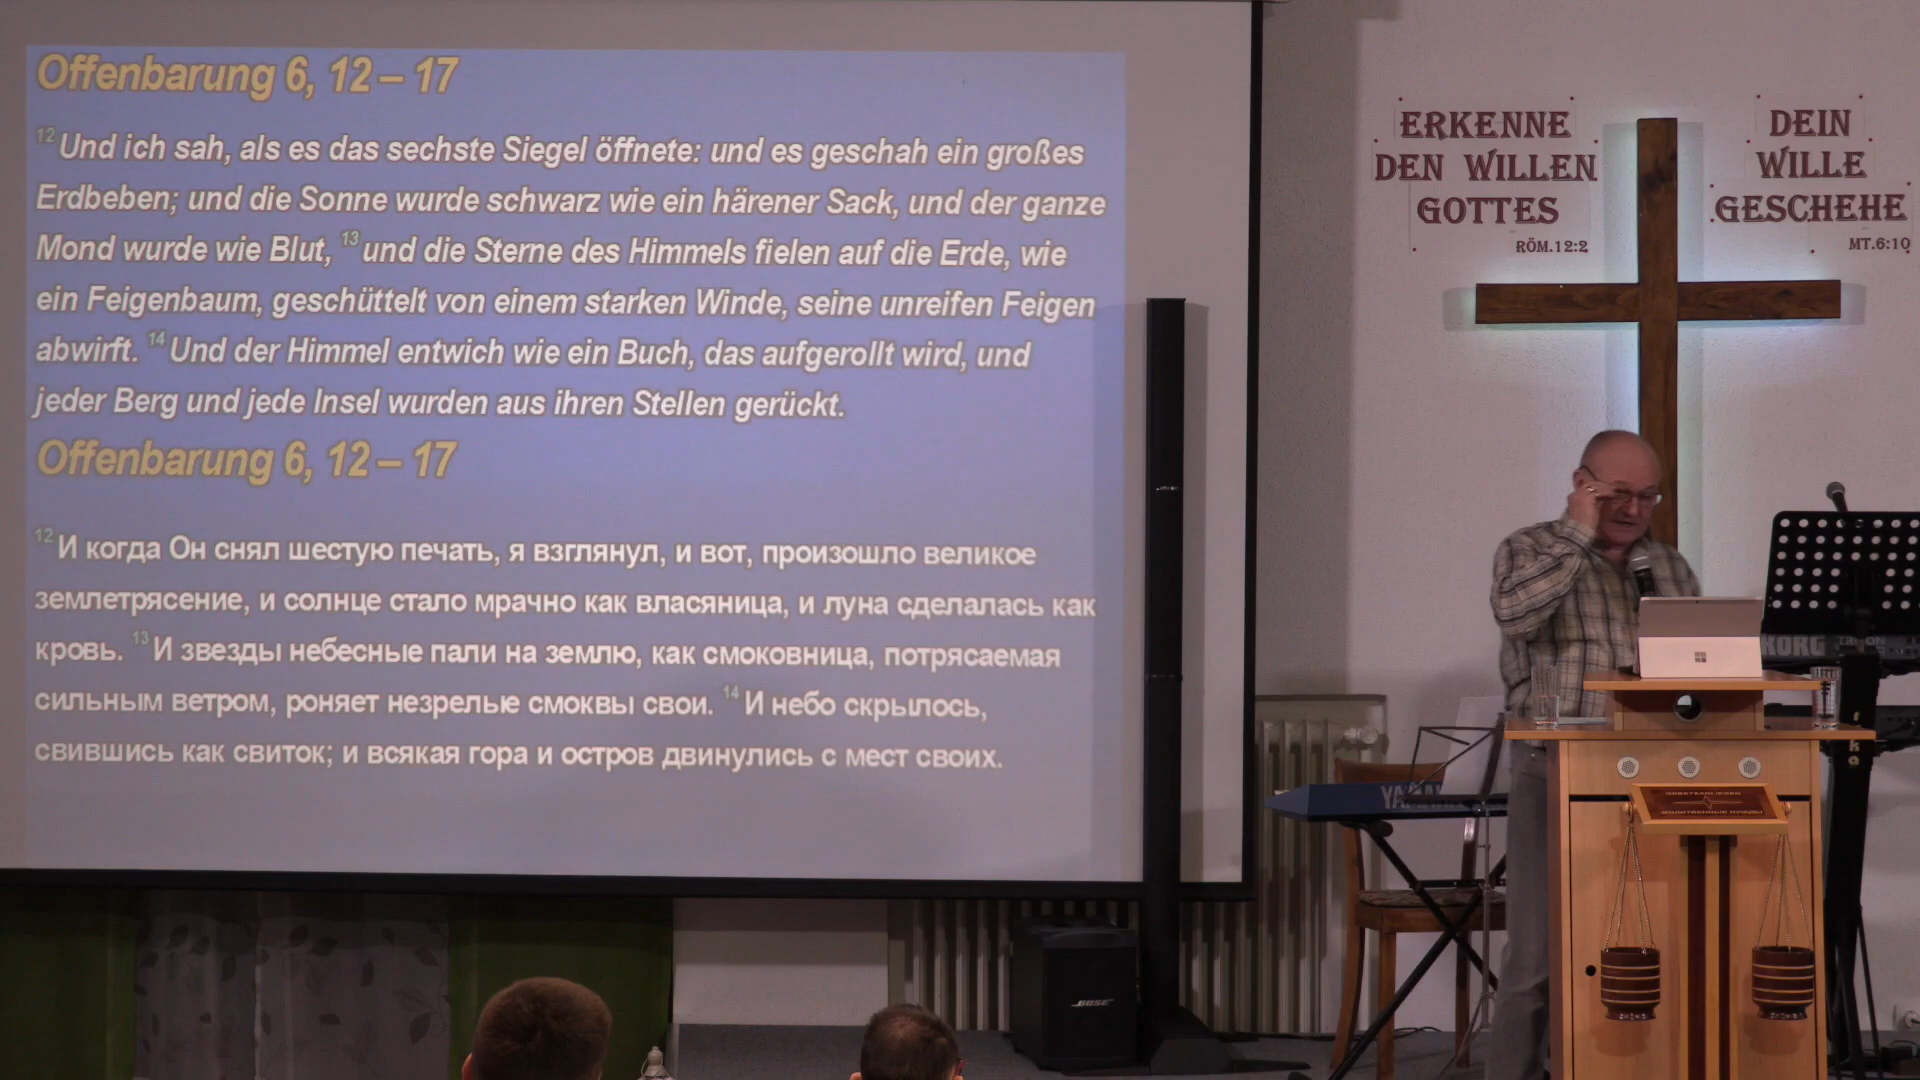 Offenbarung 6, 12 – 17
12 Und ich sah, als es das sechste Siegel öffnete: und es geschah ein großes
Erdbeben; und die Sonne wurde schwarz wie ein härener Sack, und der ganze
Mond wurde wie Blut, 13 und die Sterne des Himmels fielen auf die Erde, wie
ein Feigenbaum, geschüttelt von einem starken Winde, seine unreifen Feigen
abwirft. 14 Und der Himmel entwich wie ein Buch, das aufgerollt wird, und
jeder Berg und jede Insel wurden aus ihren Stellen gerückt.
Offenbarung 6, 12 – 17
12 И когда Он снял шестую печать, я взглянул, и вот, произошло великое
землетрясение, и солнце стало мрачно как власяница, и луна сделалась как
кровь. 13 И звезды небесные пали на землю, как смоковница, потрясаемая
сильным ветром, роняет незрелые смоквы свои. 14 И небо скрылось,
свившись как свиток; и всякая гора и остров двинулись с мест своих.
ERKENNE
DEN WILLEN
GOTTES
RÖM.12:2
DEIN
WILLE
GESCHEHE
MT.6:10
KORG
BOSE
GEBETSANLIEGEN
МОЛИТВЕННЫЕ НУЖДЫ